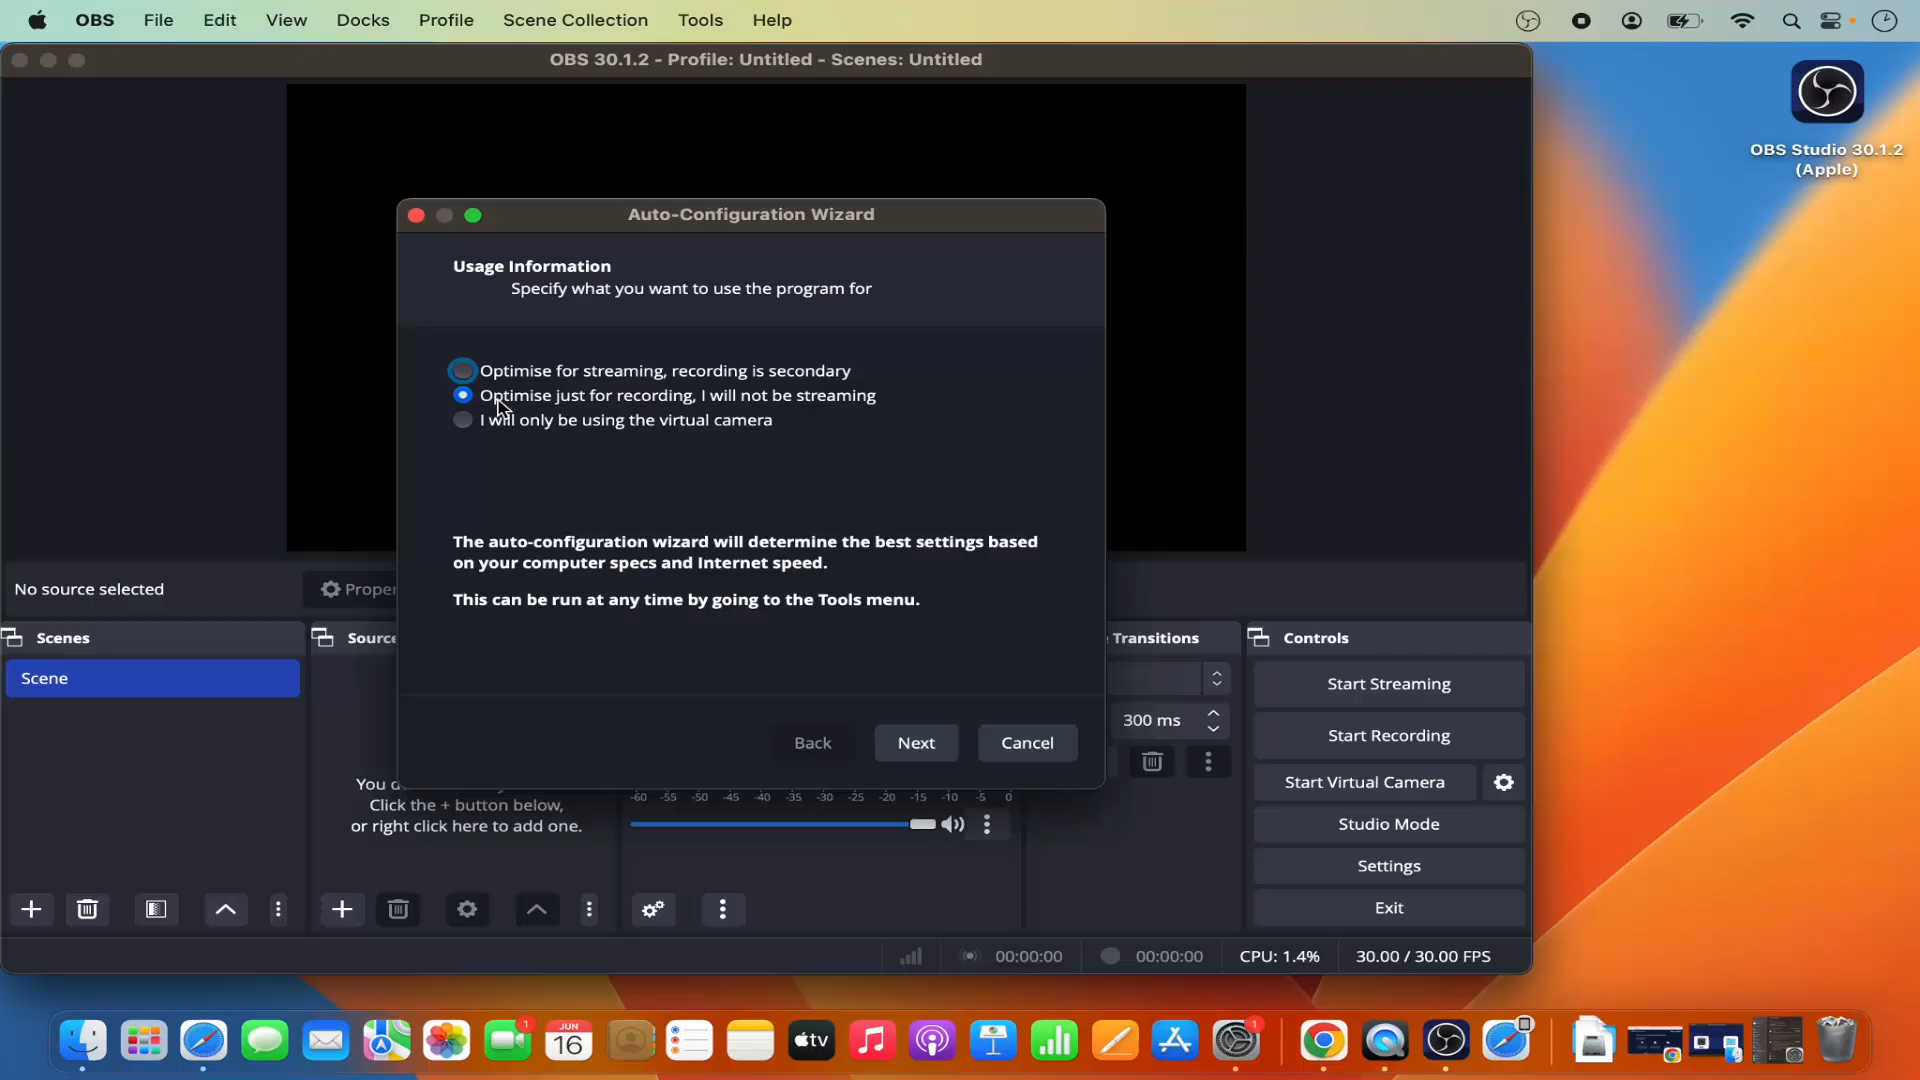 OBS File Edit View Docks Profile Scene Collection Tools Help
OBS 30.1.2 - Profile: Untitled - Scenes: Untitled
OBS Studio 30.1.2
(Apple)
Auto-Configuration Wizard
Usage Information
Specify what you want to use the program for
Optimise for streaming, recording is secondary
Optimise just for recording, I will not be streaming
I will only be using the virtual camera
The auto-configuration wizard will determine the best settings based
on your computer specs and Internet speed.
This can be run at any time by going to the Tools menu.
Back Next Cancel
No source selected
Proper
Scenes
Source
Transitions
Controls
Scene
You d
Click the + button below,
or right click here to add one.
-60 -55 -50 -45 -40 -35 -30 -25 -20 -15 -10 -5 0
300 ms
Start Streaming
Start Recording
Start Virtual Camera
Studio Mode
Settings
Exit
00:00:00 00:00:00 CPU: 1.4% 30.00 / 30.00 FPS
1
JUN
16
tv
1